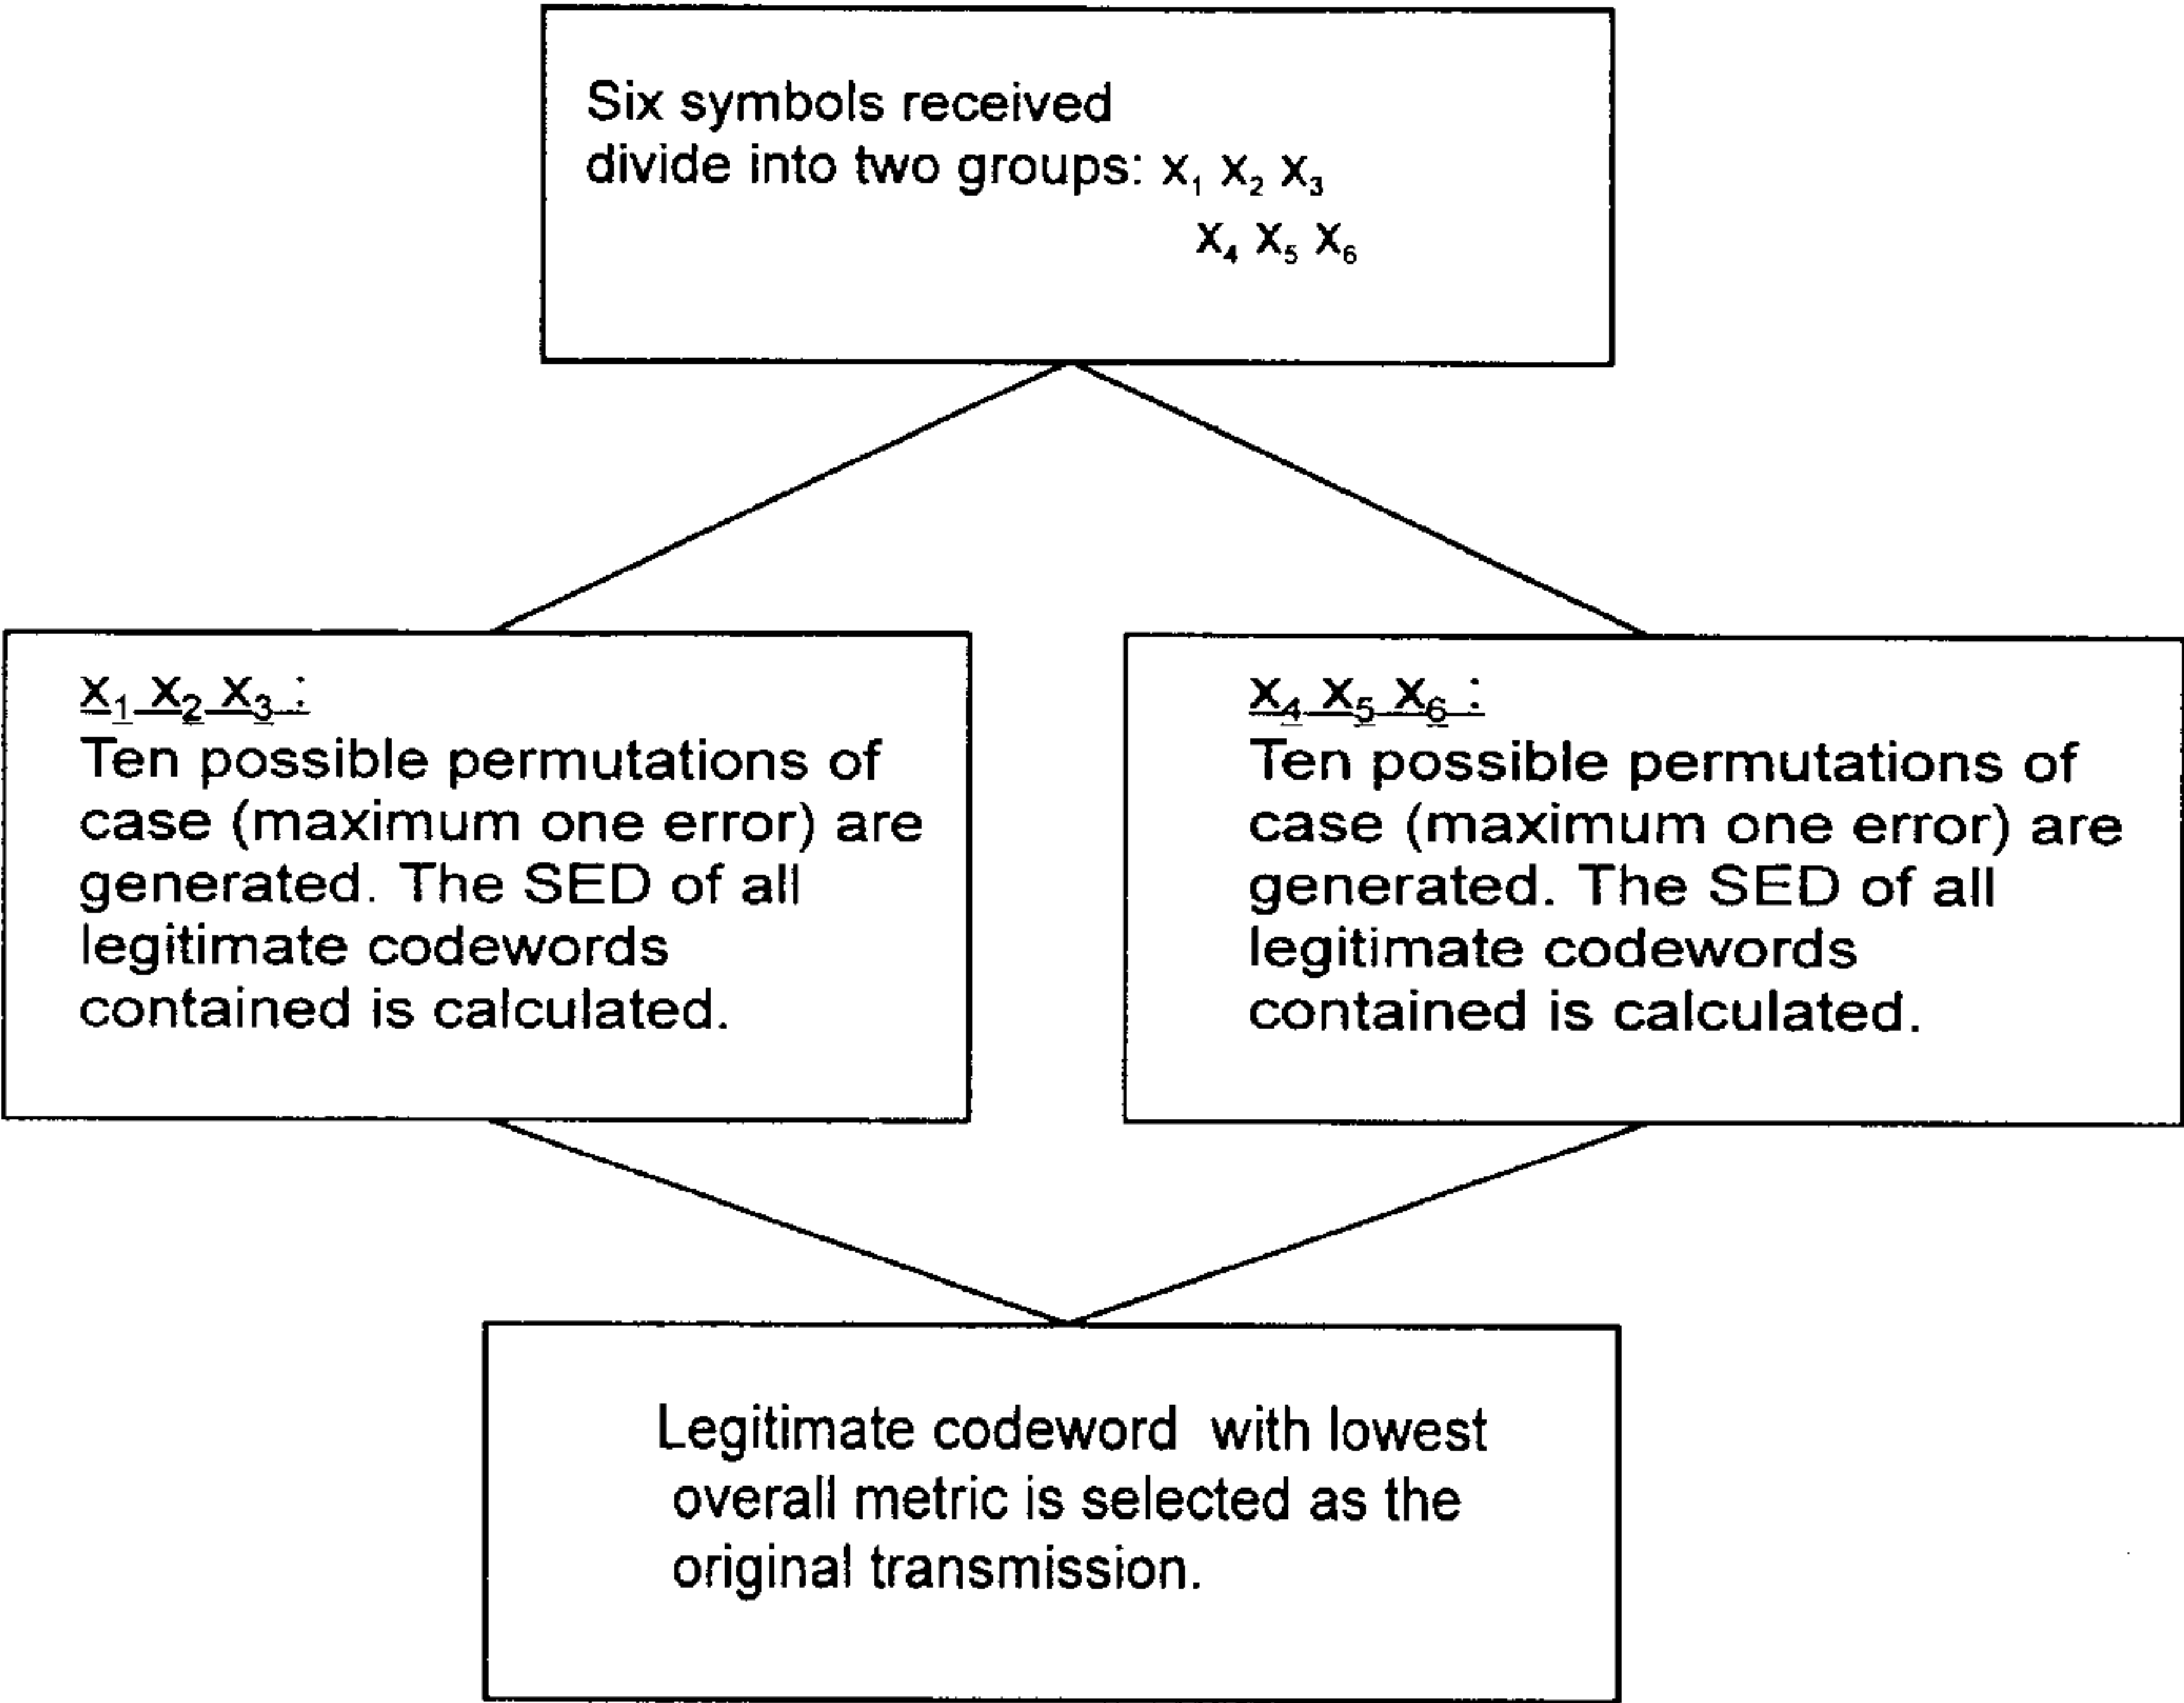 Six symbols received
divide into two groups: x₁ x₂ x₃
x₄ x₅ x₆
x₁ x₂ x₃ :
Ten possible permutations of
case (maximum one error) are
generated. The SED of all
legitimate codewords
contained is calculated.
x₄ x₅ x₆ :
Ten possible permutations of
case (maximum one error) are
generated. The SED of all
legitimate codewords
contained is calculated.
Legitimate codeword with lowest
overall metric is selected as the
original transmission.